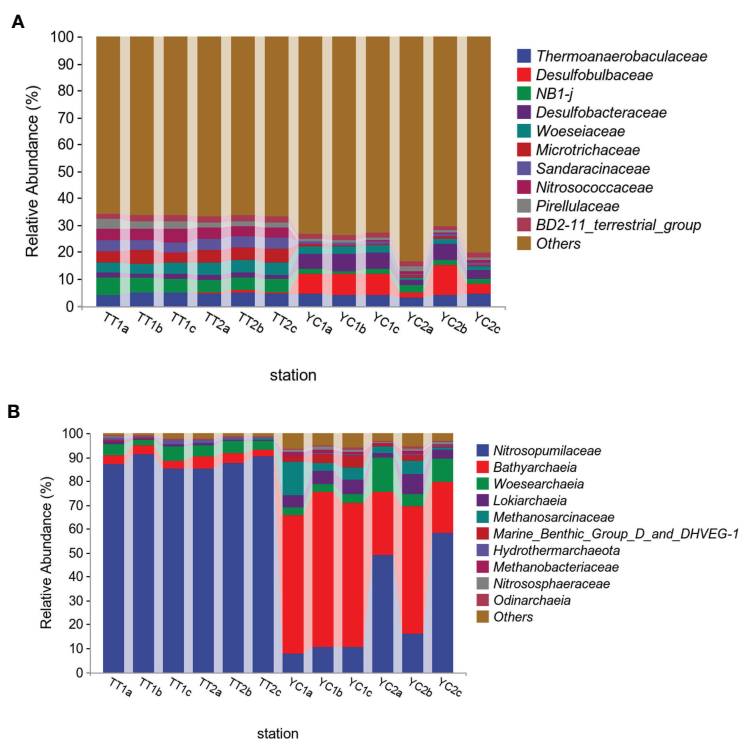 A
Relative Abundance (%)
100
90
80
70
60
50
40
30
20
10
0
TT1a
TT1b
TT1c
TT2a
TT2b
TT2c
YC1a
YC1b
YC1c
YC2a
YC2b
YC2c
station
Thermoanaerobaculaceae
Desulfobulbaceae
NB1-j
Desulfobacteraceae
Woeseiaceae
Microtrichaceae
Sandaracinaceae
Nitrosococcaceae
Pirellulaceae
BD2-11_terrestrial_group
Others
B
Relative Abundance (%)
100
90
80
70
60
50
40
30
20
10
0
TT1a
TT1b
TT1c
TT2a
TT2b
TT2c
YC1a
YC1b
YC1c
YC2a
YC2b
YC2c
station
Nitrosopumilaceae
Bathyarchaeia
Woesearchaeia
Lokiarchaeia
Methanosarcinaceae
Marine_Benthic_Group_D_and_DHVEG-1
Hydrothermarchaeota
Methanobacteriaceae
Nitrososphaeraceae
Odinarchaeia
Others